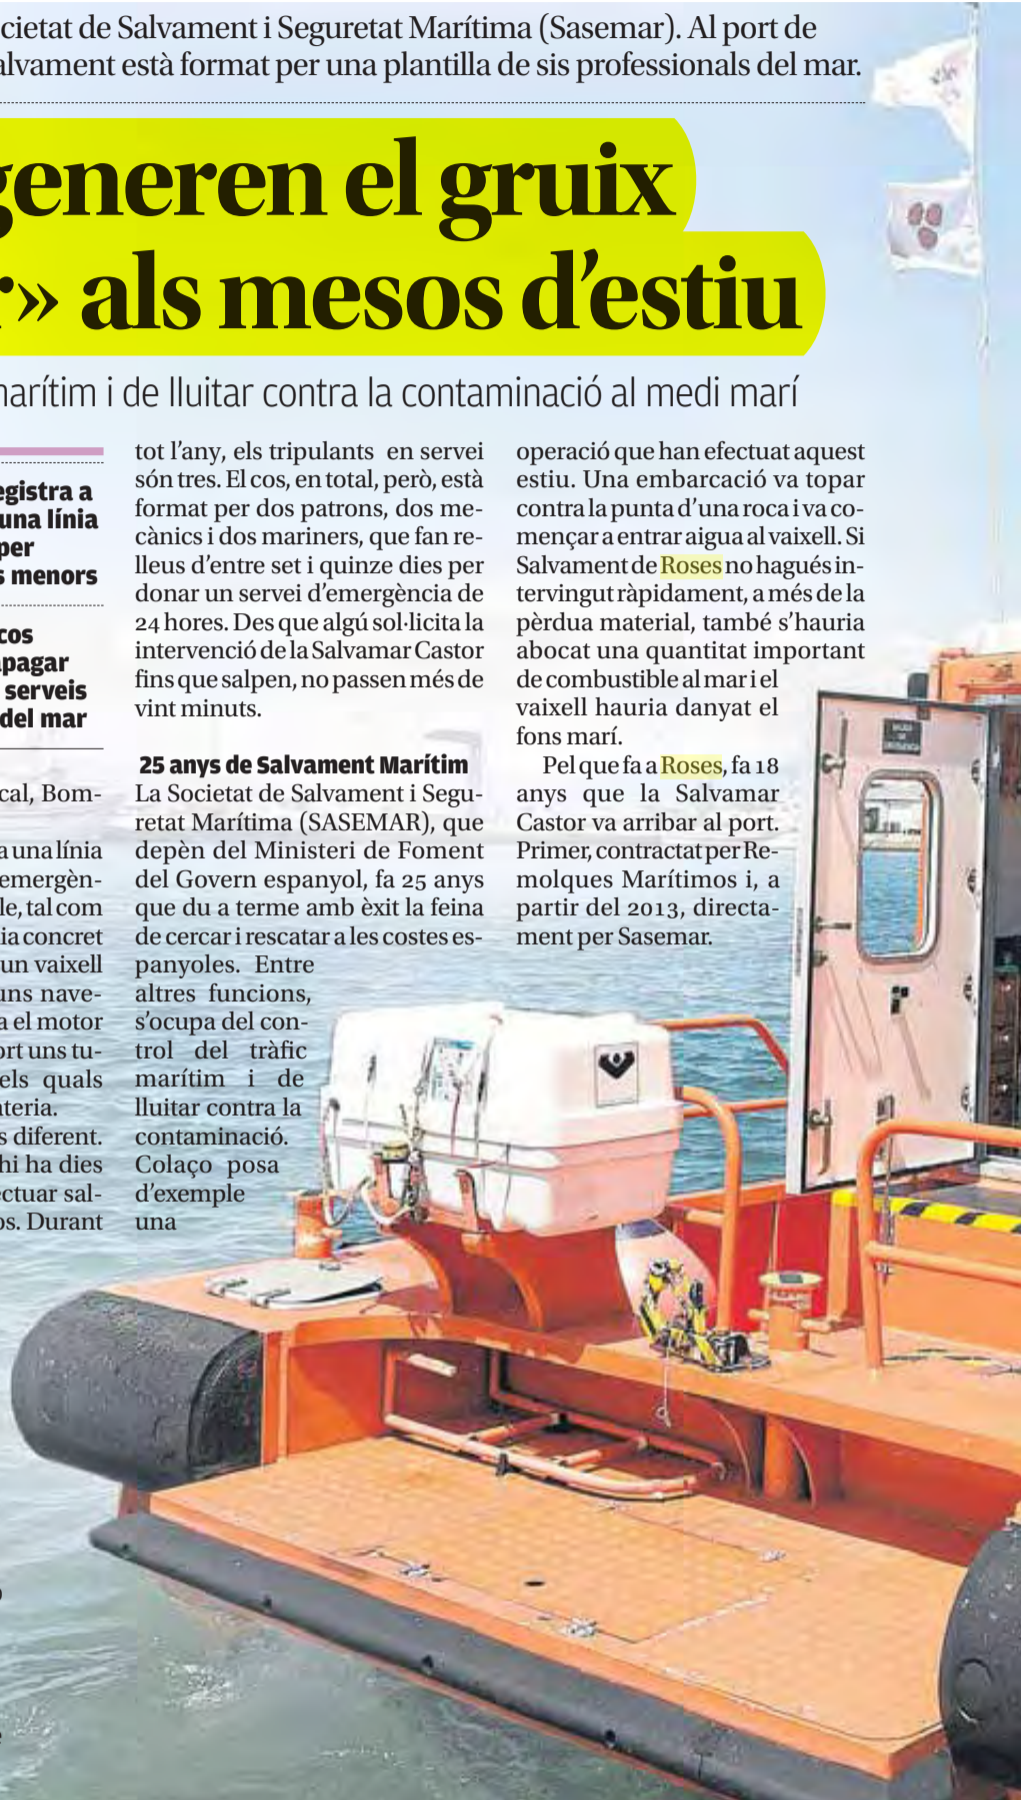 cietat de Salvament i Seguretat Marítima (Sasemar). Al port de
alvament està format per una plantilla de sis professionals del mar.
generen el gruix
r» als mesos d’estiu
marítim i de lluitar contra la contaminació al medi marí
egistra a
una línia
per
s menors
cos
apagar
serveis
del mar
cal, Bom-
a una línia
emergèn-
le, tal com
ia concret
un vaixell
uns nave-
a el motor
ort uns tu-
els quals
ateria.
s diferent.
hi ha dies
ectuar sal-
os. Durant
tot l’any, els tripulants en servei
són tres. El cos, en total, però, està
format per dos patrons, dos me-
cànics i dos mariners, que fan re-
lleus d’entre set i quinze dies per
donar un servei d’emergència de
24 hores. Des que algú sol·licita la
intervenció de la Salvamar Castor
fins que salpen, no passen més de
vint minuts.
25 anys de Salvament Marítim
La Societat de Salvament i Segu-
retat Marítima (SASEMAR), que
depèn del Ministeri de Foment
del Govern espanyol, fa 25 anys
que du a terme amb èxit la feina
de cercar i rescatar a les costes es-
panyoles. Entre
altres funcions,
s’ocupa del con-
trol del tràfic
marítim i de
lluitar contra la
contaminació.
Colaço posa
d’exemple
una
operació que han efectuat aquest
estiu. Una embarcació va topar
contra la punta d’una roca i va co-
mençar a entrar aigua al vaixell. Si
Salvament de Roses no hagués in-
tervingut ràpidament, a més de la
pèrdua material, també s’hauria
abocat una quantitat important
de combustible al mar i el
vaixell hauria danyat el
fons marí.
Pel que fa a Roses, fa 18
anys que la Salvamar
Castor va arribar al port.
Primer, contractat per Re-
molques Marítimos i, a
partir del 2013, directa-
ment per Sasemar.